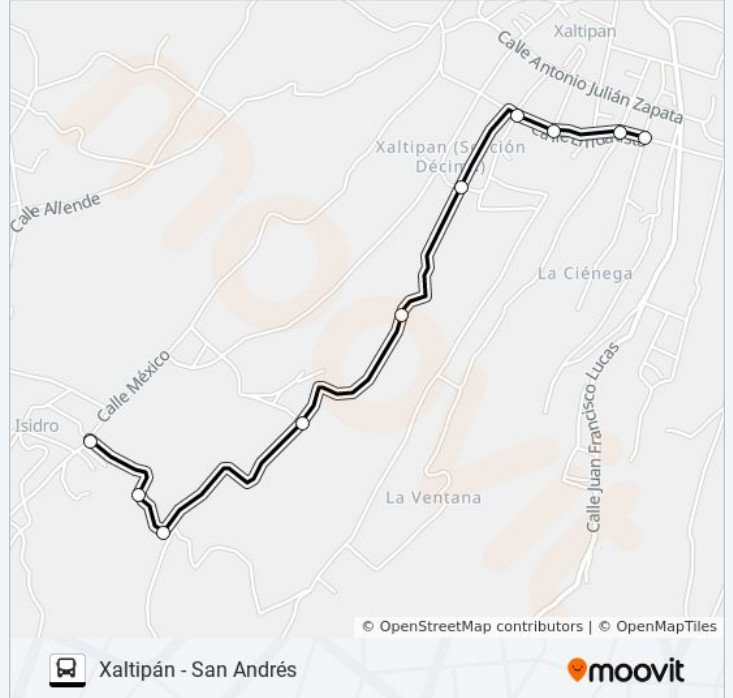 Xaltipan
Calle Antonio Julián Zapata
Xaltipan (Sección
Décima)
Calle Allende
La Ciénega
Calle México
Calle Juan Francisco Lucas
Isidro
La Ventana
moovit
© OpenStreetMap contributors | © OpenMapTiles
Xaltipán - San Andrés
moovit